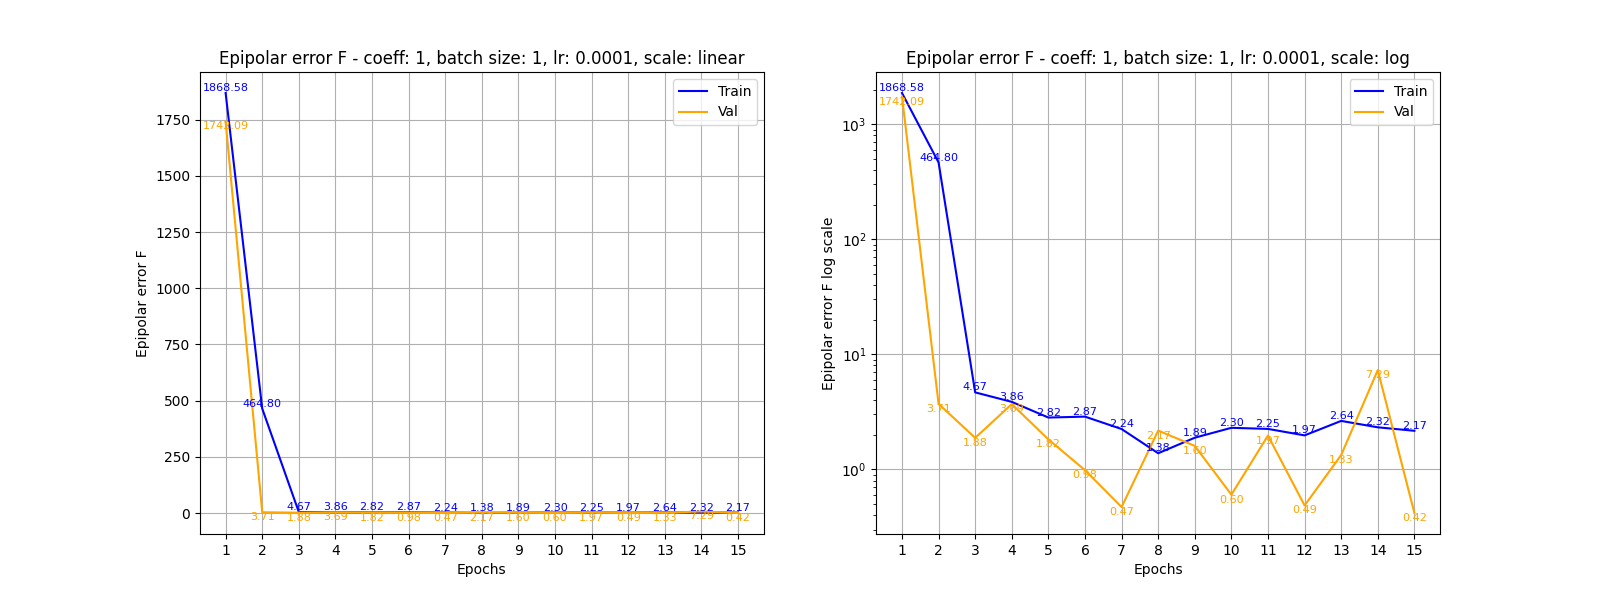 Epipolar error F - coeff: 1, batch size: 1, lr: 0.0001, scale: linear
Train
Val
1868.58
464.80
4.67 3.86 2.82 2.87 2.24 1.38 1.89 2.30 2.25 1.97 2.64 2.32 2.17
3.71 1.88 3.69 1.82 0.98 0.47 2.17 1.60 0.60 1.97 0.49 1.33 7.29 0.42
1750
1500
1250
1000
750
500
250
0
Epipolar error F
1 2 3 4 5 6 7 8 9 10 11 12 13 14 15
Epochs
Epipolar error F - coeff: 1, batch size: 1, lr: 0.0001, scale: log
Train
Val
1868.58
464.80
4.67 3.86 2.82 2.87 2.24 1.38 1.89 2.30 2.25 1.97 2.64 2.32 2.17
3.71 1.88 3.69 1.82 0.98 0.47 2.17 1.60 0.60 1.97 0.49 1.33 7.29 0.42
10³
10²
10¹
10⁰
Epipolar error F log scale
1 2 3 4 5 6 7 8 9 10 11 12 13 14 15
Epochs